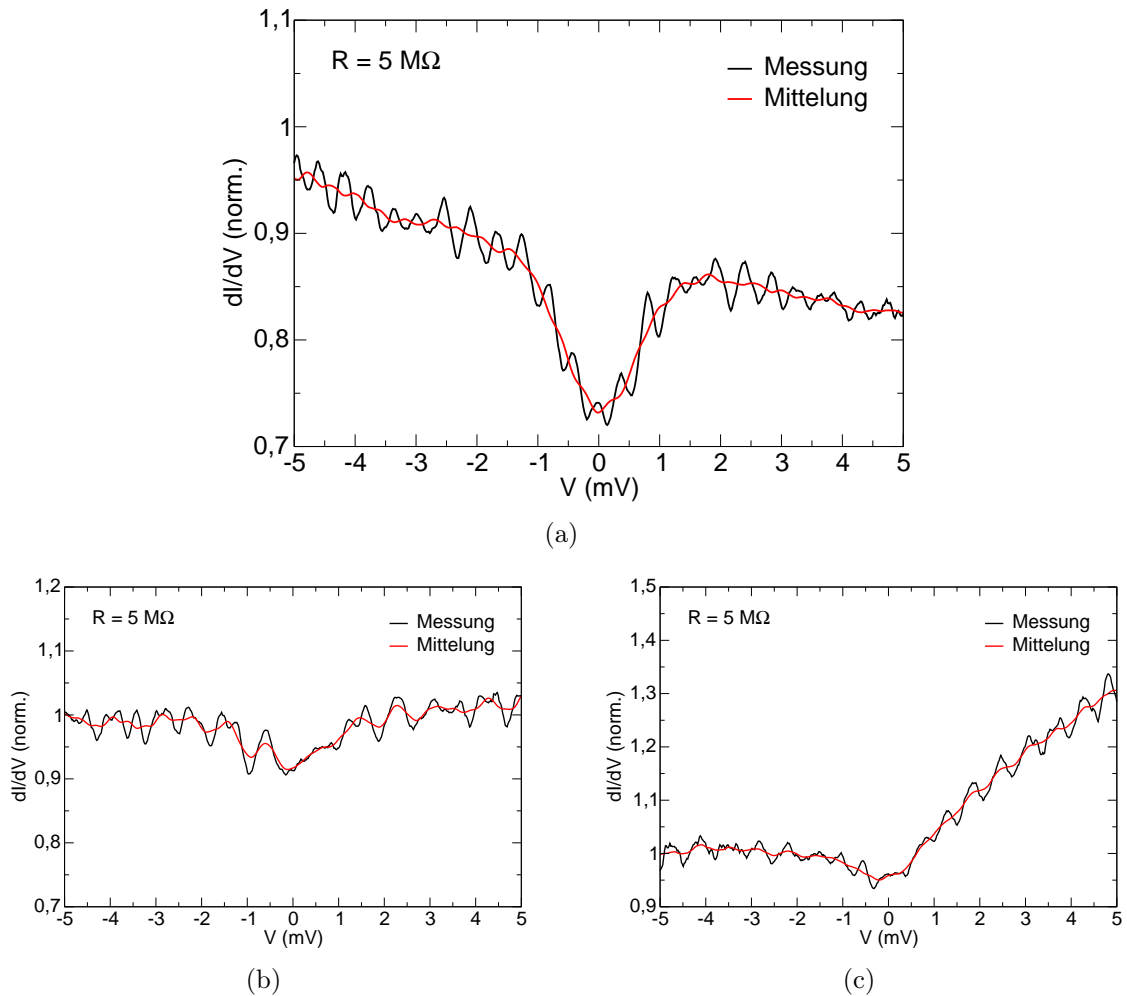 1,1
R = 5 MΩ
Messung
Mittelung
1
dI/dV (norm.)
0,9
0,8
0,7
-5 -4 -3 -2 -1 0 1 2 3 4 5
V (mV)
(a)
1,2
R = 5 MΩ
Messung
Mittelung
1,1
dI/dV (norm.)
1
0,9
0,8
0,7
-5 -4 -3 -2 -1 0 1 2 3 4 5
V (mV)
(b)
1,5
R = 5 MΩ
Messung
Mittelung
1,4
1,3
dI/dV (norm.)
1,2
1,1
1
0,9
-5 -4 -3 -2 -1 0 1 2 3 4 5
V (mV)
(c)